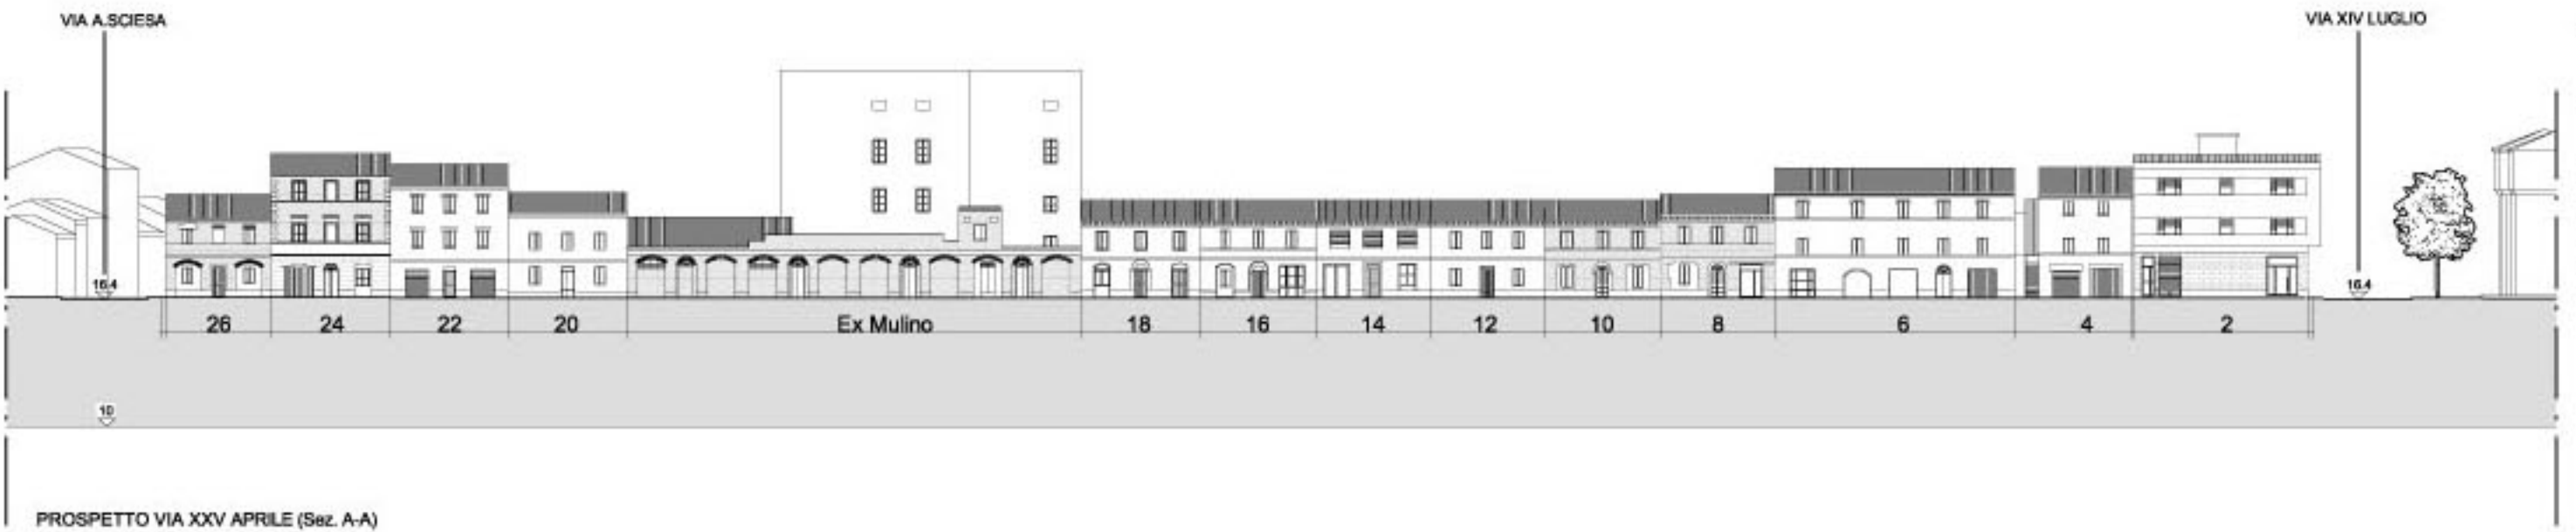 VIA A.SCIESA
VIA XIV LUGLIO
16.4
16.4
26 24 22 20 Ex Mulino 18 16 14 12 10 8 6 4 2
10
PROSPETTO VIA XXV APRILE (Sez. A-A)